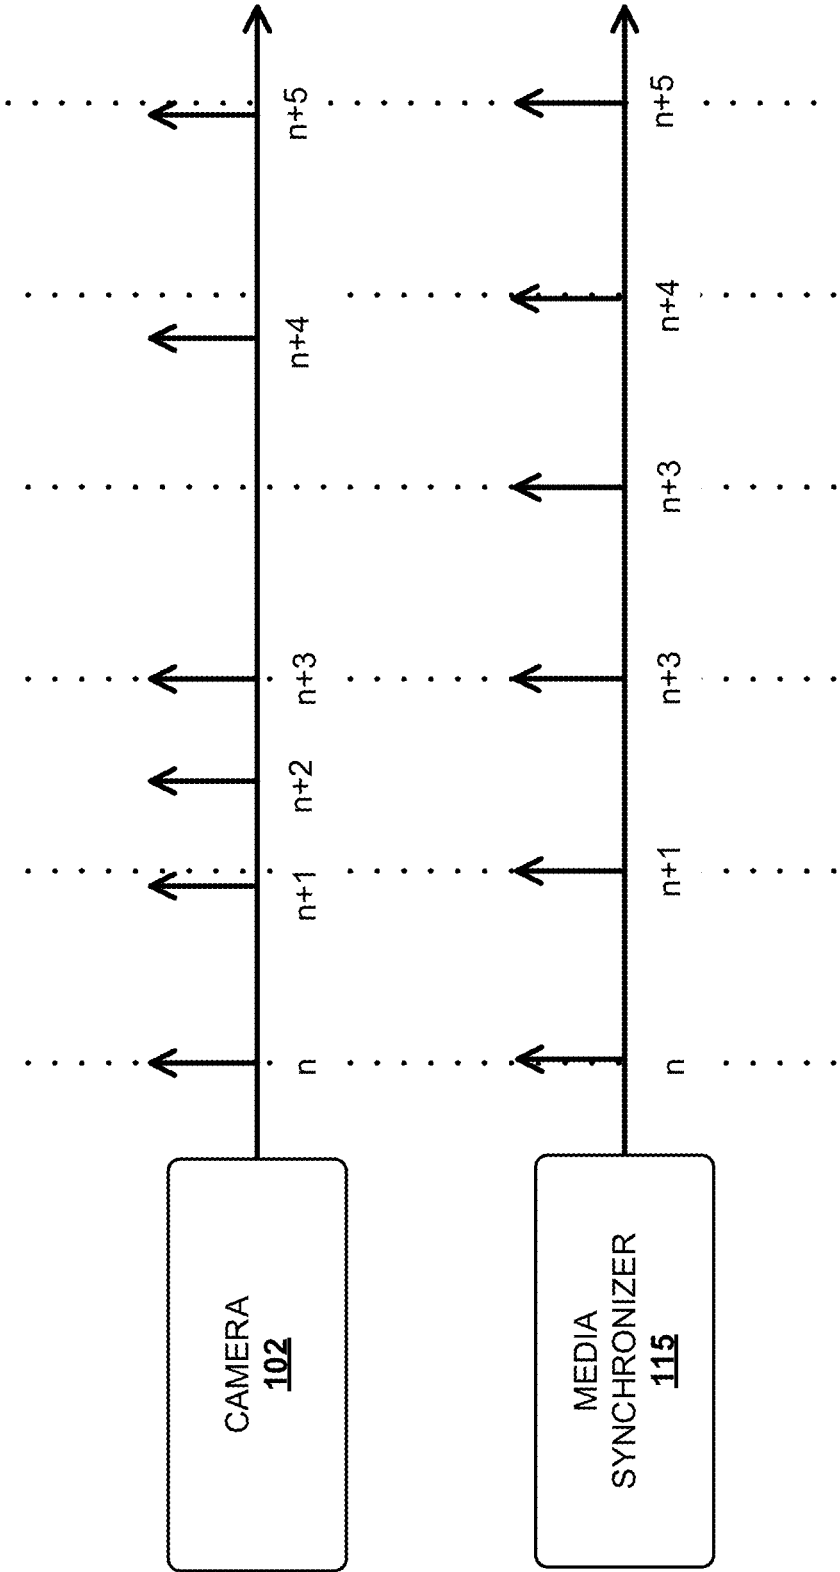 CAMERA
102
n
n+1
n+2
n+3
n+4
n+5
MEDIA
SYNCHRONIZER
115
n
n+1
n+3
n+3
n+4
n+5